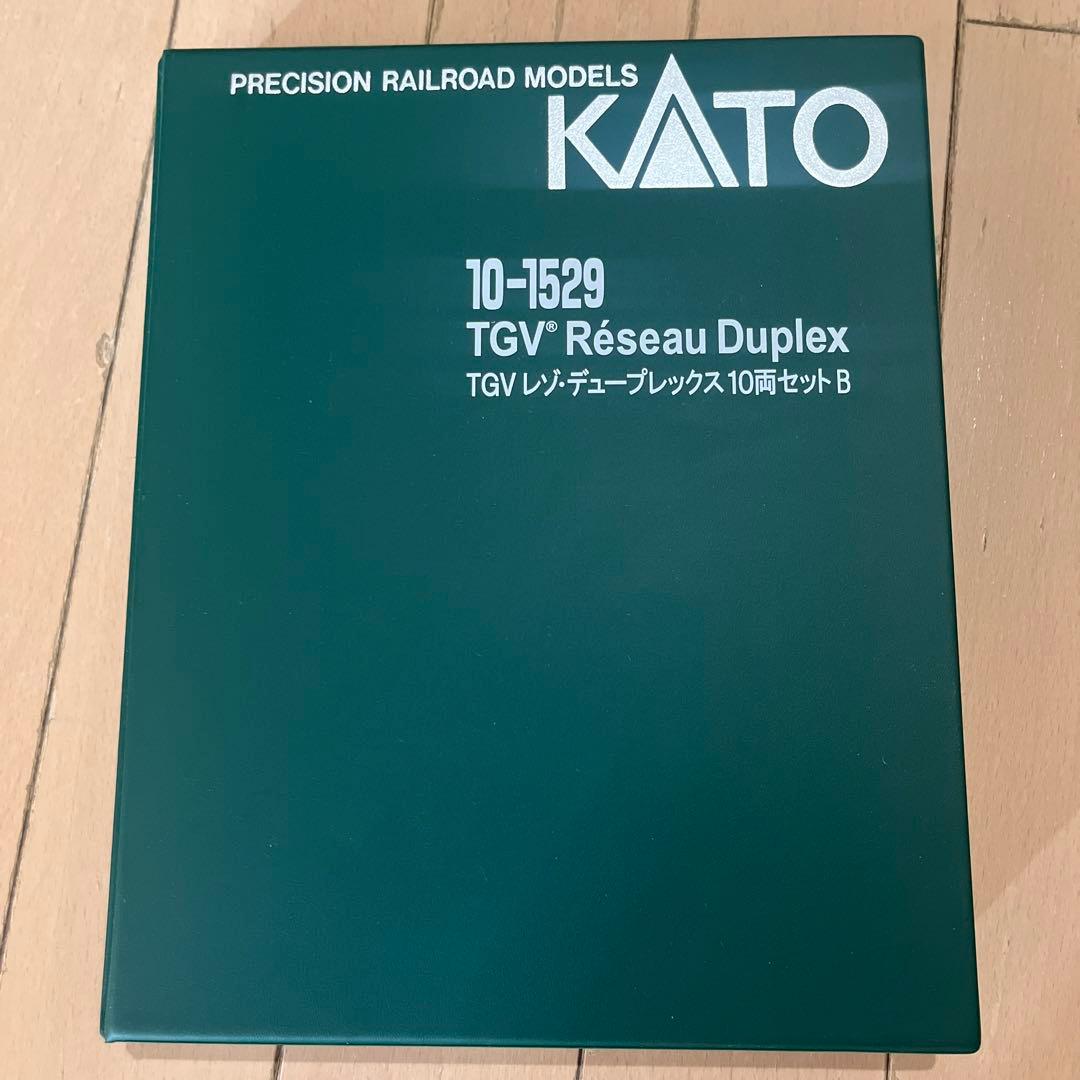 PRECISION RAILROAD MODELS
KATO
10-1529
TGV® Réseau Duplex
TGV レゾ・デュープレックス 10両セット B